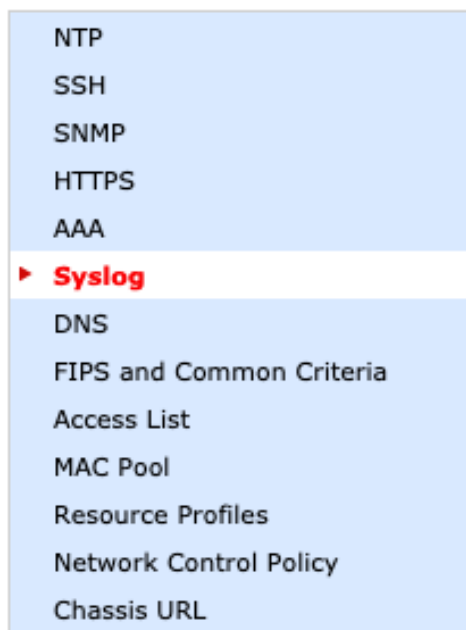 NTP
SSH
SNMP
HTTPS
AAA
Syslog
DNS
FIPS and Common Criteria
Access List
MAC Pool
Resource Profiles
Network Control Policy
Chassis URL